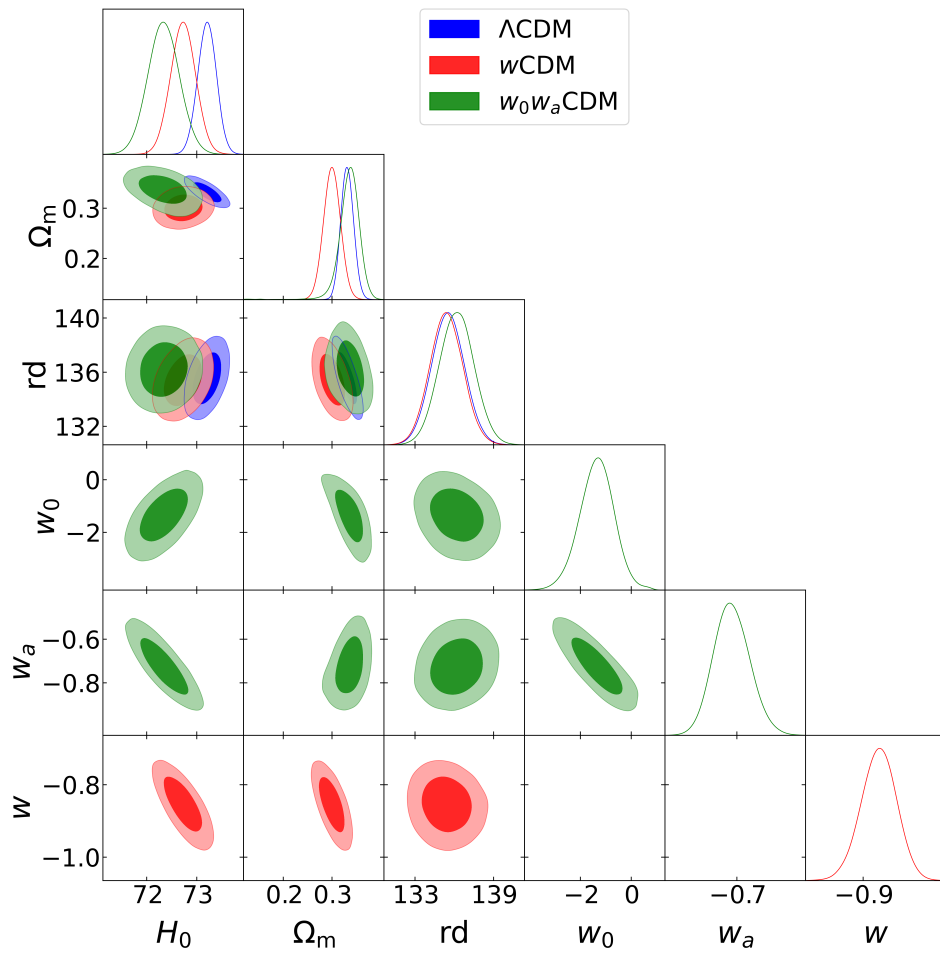 ΛCDM
wCDM
w₀wₐCDM
Ωₘ
0.3
0.2
rd
140
136
132
w₀
0
−2
wₐ
−0.6
−0.8
w
−0.8
−1.0
72 73 0.2 0.3 133 139 −2 0 −0.7 −0.9
H₀ Ωₘ rd w₀ wₐ w